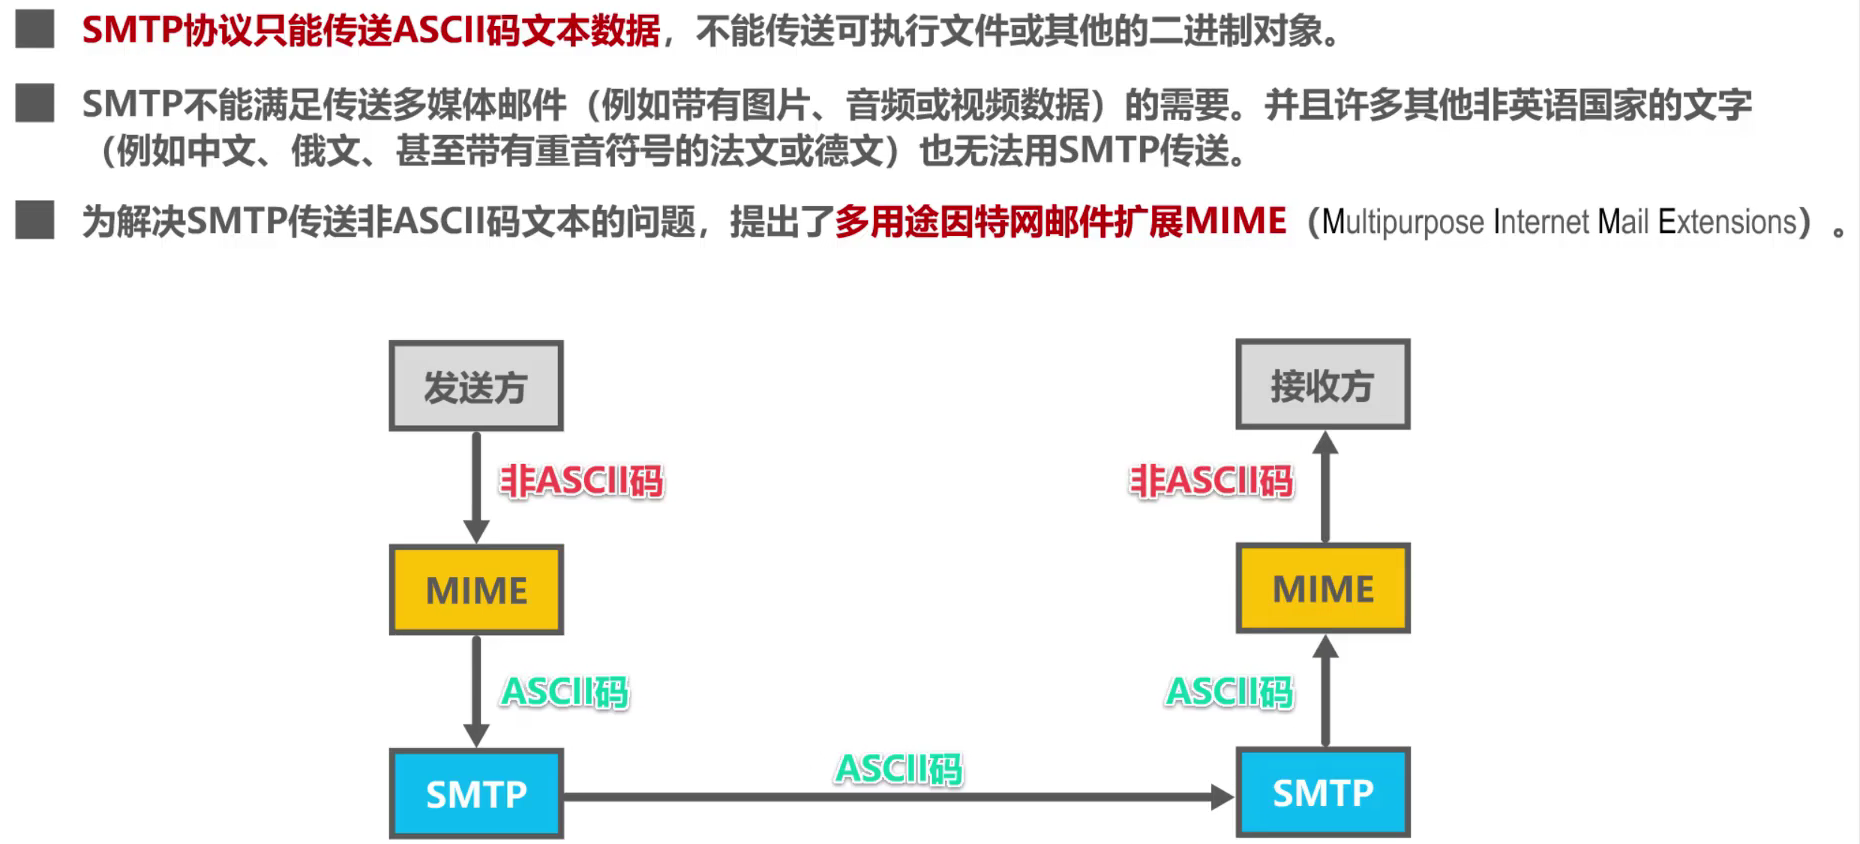 SMTP协议只能传送ASCII码文本数据，不能传送可执行文件或其他的二进制对象。
SMTP不能满足传送多媒体邮件（例如带有图片、音频或视频数据）的需要。并且许多其他非英语国家的文字
（例如中文、俄文、甚至带有重音符号的法文或德文）也无法用SMTP传送。
为解决SMTP传送非ASCII码文本的问题，提出了多用途因特网邮件扩展MIME（Multipurpose Internet Mail Extensions）。
发送方
接收方
非ASCII码
非ASCII码
MIME
MIME
ASCII码
ASCII码
ASCII码
SMTP
SMTP